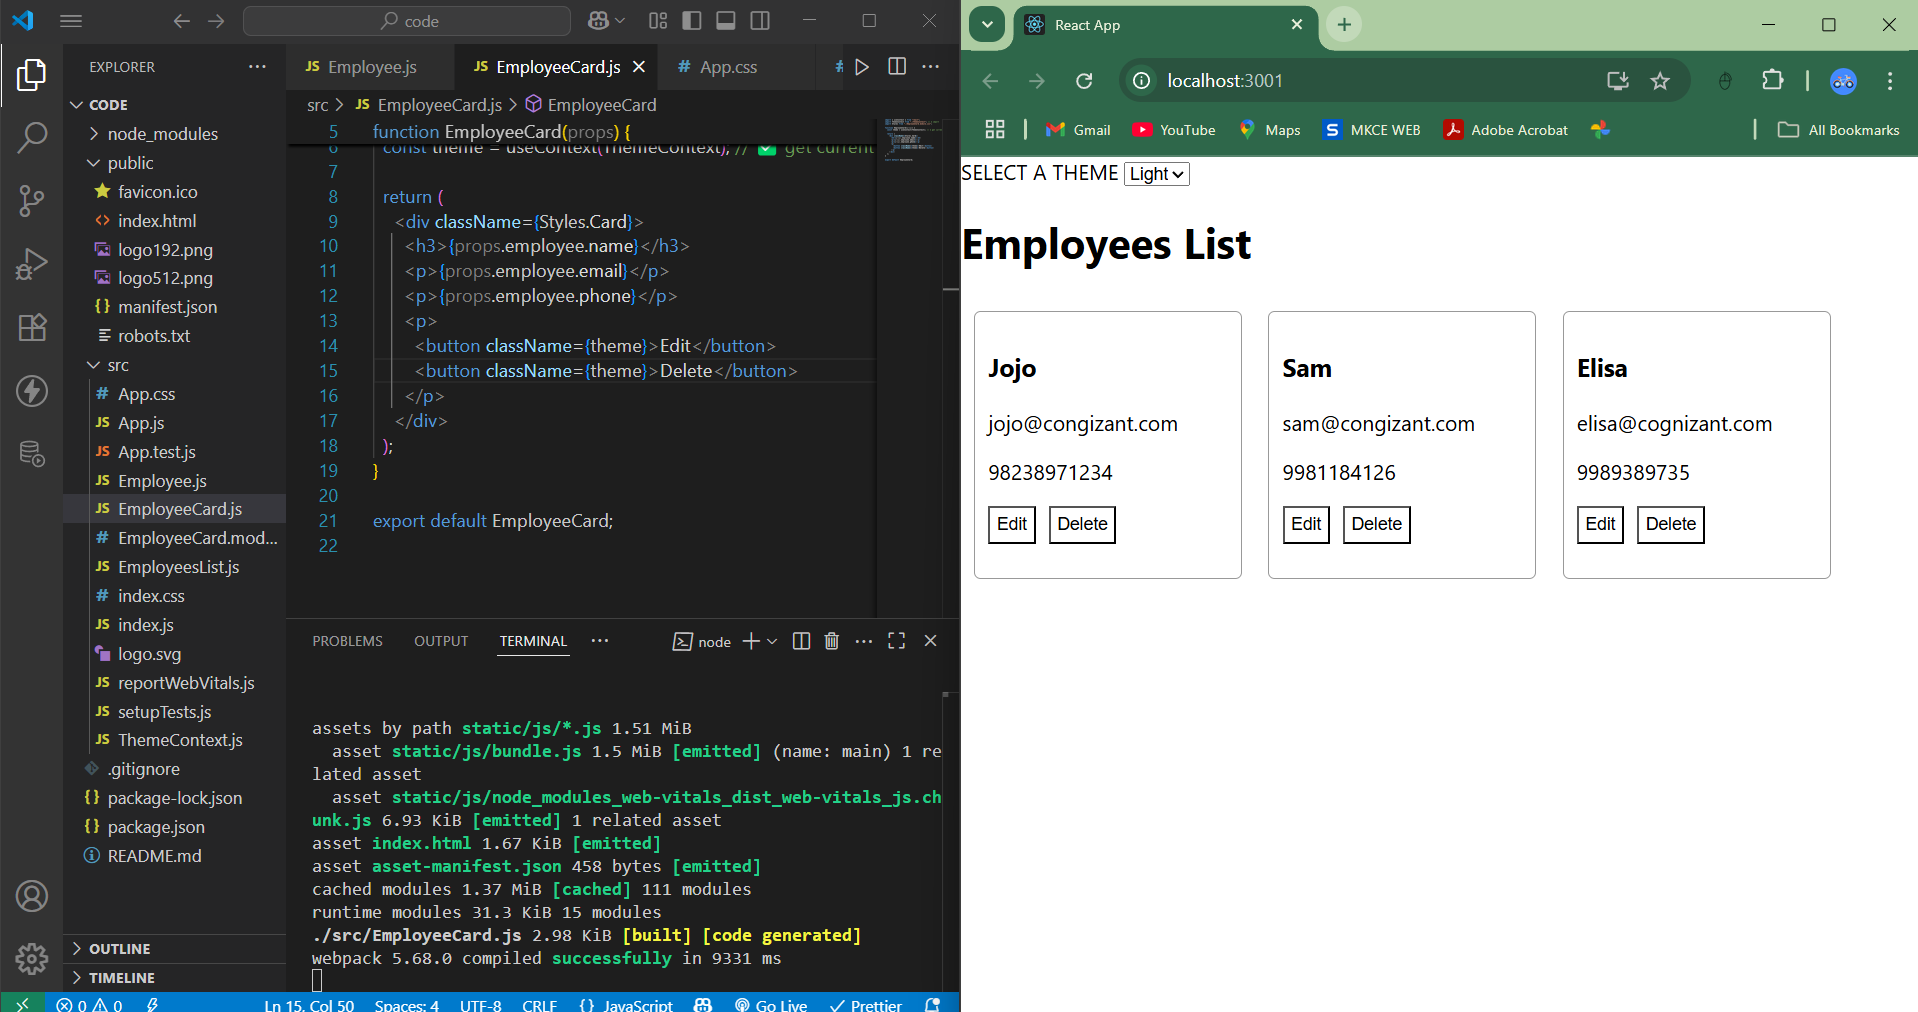 code
EXPLORER
CODE
node_modules
public
favicon.ico
index.html
logo192.png
logo512.png
manifest.json
robots.txt
src
App.css
App.js
App.test.js
Employee.js
EmployeeCard.js
EmployeeCard.mod...
EmployeesList.js
index.css
index.js
logo.svg
reportWebVitals.js
setupTests.js
ThemeContext.js
.gitignore
package-lock.json
package.json
README.md
OUTLINE
TIMELINE
JS Employee.js JS EmployeeCard.js # App.css #
src > JS EmployeeCard.js > EmployeeCard
5 function EmployeeCard(props) {
6 const theme = useContext(ThemeContext); // ✅ get current
7
8 return (
9 <div className={Styles.Card}>
10 <h3>{props.employee.name}</h3>
11 <p>{props.employee.email}</p>
12 <p>{props.employee.phone}</p>
13 <p>
14 <button className={theme}>Edit</button>
15 <button className={theme}>Delete</button>
16 </p>
17 </div>
18 );
19 }
20
21 export default EmployeeCard;
22
PROBLEMS OUTPUT TERMINAL ... node
assets by path static/js/*.js 1.51 MiB
asset static/js/bundle.js 1.5 MiB [emitted] (name: main) 1 re
lated asset
asset static/js/node_modules_web-vitals_dist_web-vitals_js.ch
unk.js 6.93 KiB [emitted] 1 related asset
asset index.html 1.67 KiB [emitted]
asset asset-manifest.json 458 bytes [emitted]
cached modules 1.37 MiB [cached] 111 modules
runtime modules 31.3 KiB 15 modules
./src/EmployeeCard.js 2.98 KiB [built] [code generated]
webpack 5.68.0 compiled successfully in 9331 ms
0 0 Ln 15, Col 50 Spaces: 4 UTF-8 CRLF {} JavaScript Go Live Prettier
React App
localhost:3001
Gmail YouTube Maps S MKCE WEB Adobe Acrobat All Bookmarks
SELECT A THEME Light
Employees List
Jojo
jojo@congizant.com
98238971234
Edit Delete
Sam
sam@congizant.com
9981184126
Edit Delete
Elisa
elisa@cognizant.com
9989389735
Edit Delete